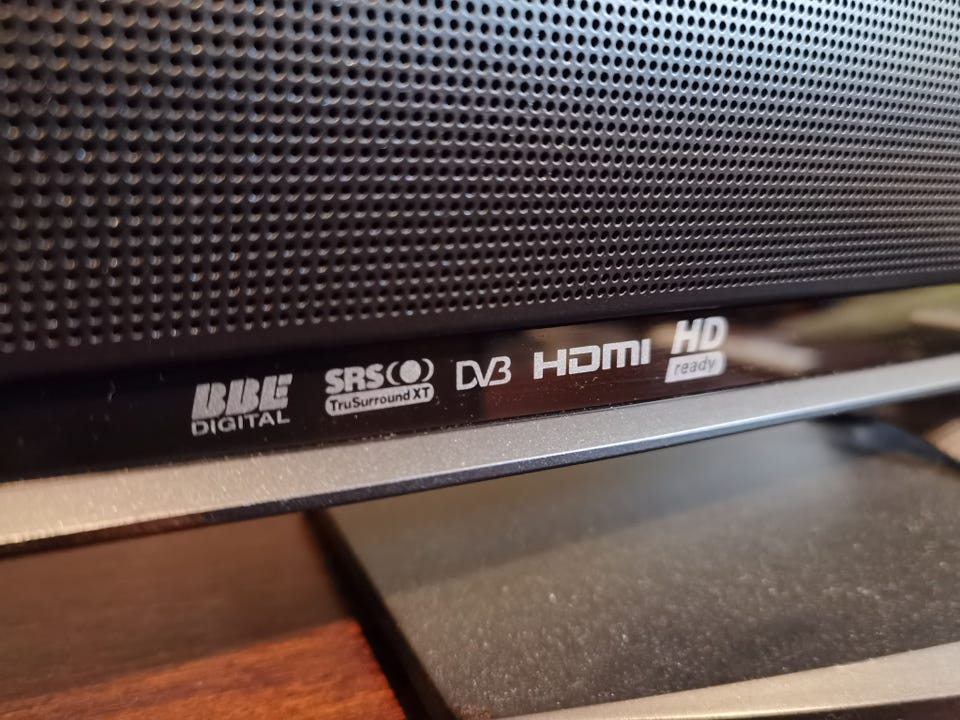 BBE
DIGITAL
SRS
TruSurround XT
DVB
HDMI
HD
ready